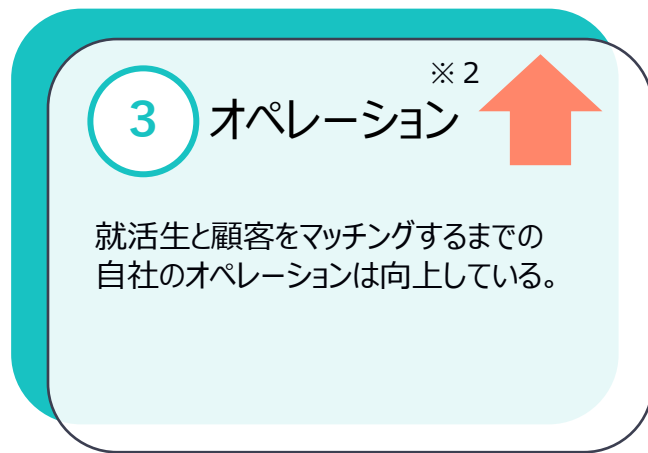 ※２
3 オペレーション
就活生と顧客をマッチングするまでの
自社のオペレーションは向上している。